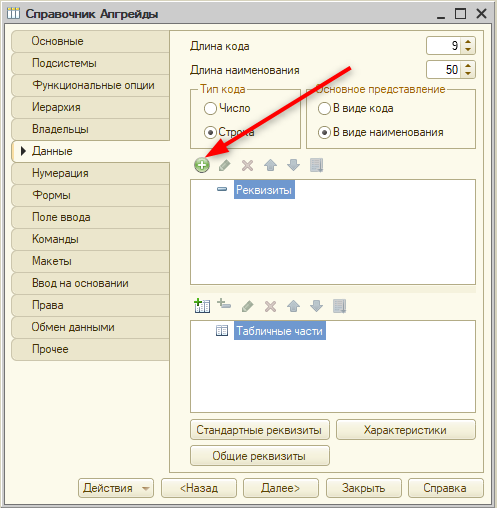 Справочник Апгрейды
Основные
Подсистемы
Функциональные опции
Иерархия
Владельцы
Данные
Нумерация
Формы
Поле ввода
Команды
Макеты
Ввод на основании
Права
Обмен данными
Прочее
Длина кода 9
Длина наименования 50
Тип кода
Число
Строка
Основное представление
В виде кода
В виде наименования
Реквизиты
Табличные части
Стандартные реквизиты Характеристики
Общие реквизиты
Действия <Назад Далее> Закрыть Справка